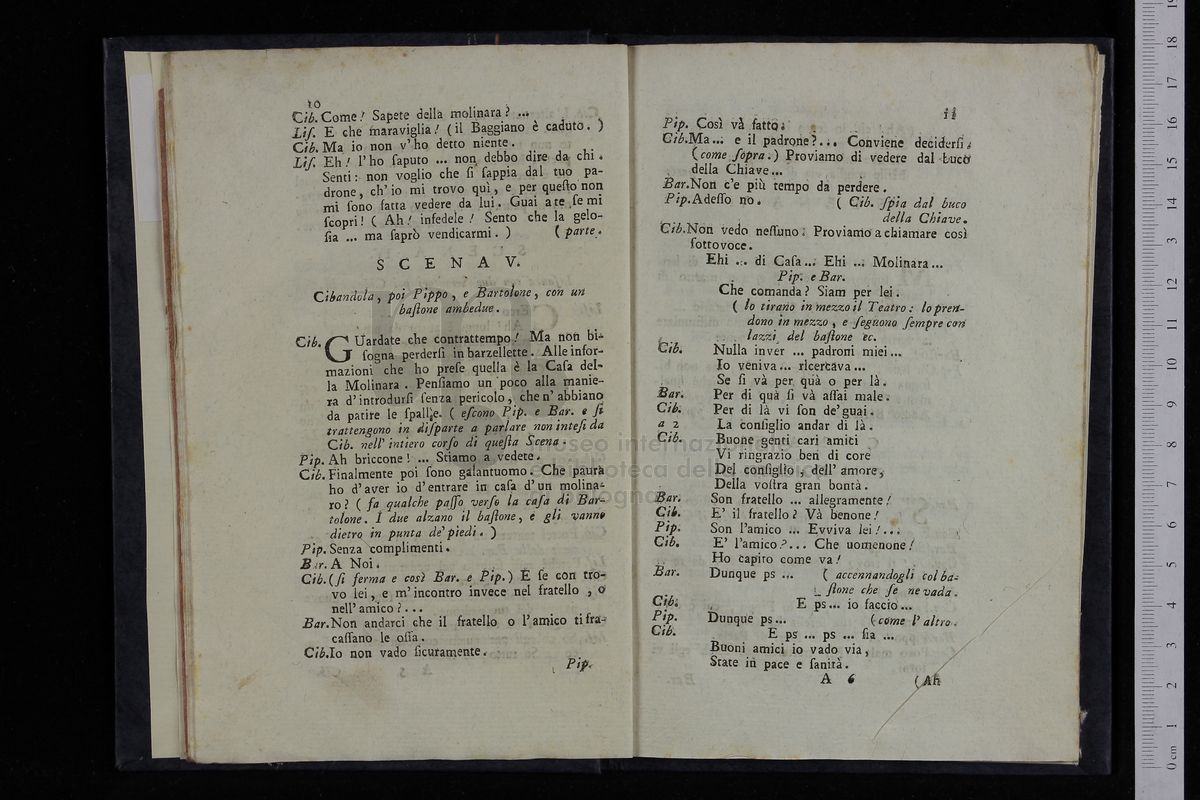 10
Cib. Come! Sapete della molinara? ...
Liſ. E che maraviglia! (il Baggiano è caduto. )
Cib. Ma io non v'ho detto niente.
Liſ. Eh! l'ho ſaputo ... non debbo dire da chi.
Senti: non voglio che ſi ſappia dal tuo pa-
drone, ch'io mi trovo quì, e per queſto non
mi ſono fatta vedere da lui. Guai a te ſe mi
ſcopri! ( Ah! infedele! Sento che la gelo-
ſia ... ma ſaprò vendicarmi. ) ( parte.
SCENA V.
Cibandola, poi Pippo, e Bartolone, con un
baſtone ambedue.
Cib. GUardate che contrattempo! Ma non bi-
ſogna perderſi in barzellette. Alle infor-
mazioni che ho preſe quella è la Caſa del-
la Molinara. Penſiamo un poco alla manie-
ra d'introdurſi ſenza pericolo, che n'abbiano
da patire le ſpalle. ( eſcono Pip. e Bar. e ſi
trattengono in diſparte a parlare non inteſi da
Cib. nell' intiero corſo di queſta Scena.
Pip. Ah briccone! ... Stiamo a vedere.
Cib. Finalmente poi ſono galantuomo. Che paura
ho d'aver io d'entrare in caſa d'un molina-
ro? ( fa qualche paſſo verſo la caſa di Bar-
tolone. I due alzano il baſtone, e gli vanno
dietro in punta de' piedi. )
Pip. Senza complimenti.
Bar. A Noi.
Cib. (ſi ferma e così Bar. e Pip.) E ſe con tro-
vo lei, e m'incontro invece nel fratello, o
nell'amico?...
Bar. Non andarci che il fratello o l'amico ti fra-
caſſano le oſſa.
Cib. Io non vado ſicuramente.
Pip.
11
Pip. Così và fatto.
Cib. Ma... e il padrone?... Conviene deciderſi.
(come ſopra.) Proviamo di vedere dal buco
della Chiave...
Bar. Non c'e più tempo da perdere.
Pip. Adeſſo no. ( Cib. ſpia dal buco
della Chiave.
Cib. Non vedo neſſuno: Proviamo a chiamare così
ſottovoce.
Ehi ... di Caſa... Ehi ... Molinara...
Pip. e Bar.
Che comanda? Siam per lei.
( lo tirano in mezzo il Teatro: lo pren-
dono in mezzo, e ſeguono ſempre con
lazzi del baſtone ec.
Cib. Nulla inver ... padroni miei...
Io veniva... ricercava...
Se ſi và per quà o per là.
Bar. Per di quà ſi và aſſai male.
Cib. Per di là vi ſon de' guai.
a 2 La conſiglio andar di là.
Cib. Buone genti cari amici
Vi ringrazio ben di core
Del conſiglio, dell' amore,
Della voſtra gran bontà.
Bar. Son fratello ... allegramente!
Cib. E' il fratello? Và benone!
Pip. Son l'amico ... Evviva lei!...
Cib. E' l'amico?... Che uomenone!
Ho capito come va!
Bar. Dunque ps ... ( accennandogli col ba-
ſtone che ſe ne vada.
Cib. E ps... io faccio...
Pip. Dunque ps... (come l' altro.
Cib. E ps ... ps ... ſia ...
Buoni amici io vado via,
State in pace e ſanità.
A 6 (Ah